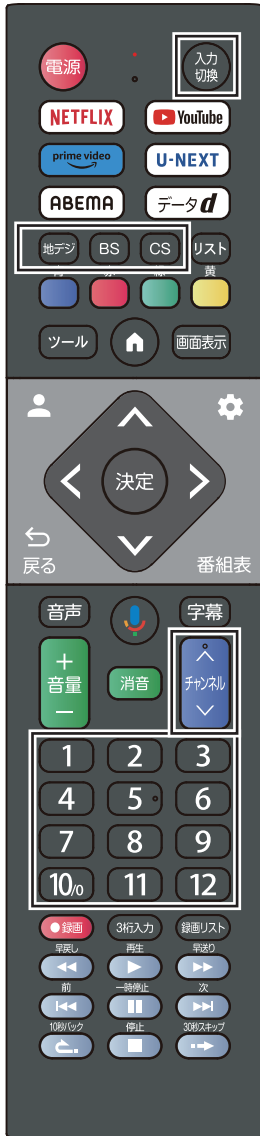 電源
入力
切換
NETFLIX
YouTube
prime video
U-NEXT
ABEMA
データd
地デジ BS CS リスト
青 赤 緑 黄
ツール
画面表示
決定
戻る
番組表
音声
字幕
+
音量
−
消音
チャンネル
1 2 3
4 5 6
7 8 9
10/0 11 12
●録画 3桁入力 録画リスト
早戻し 再生 早送り
前 一時停止 次
10秒バック 停止 30秒スキップ